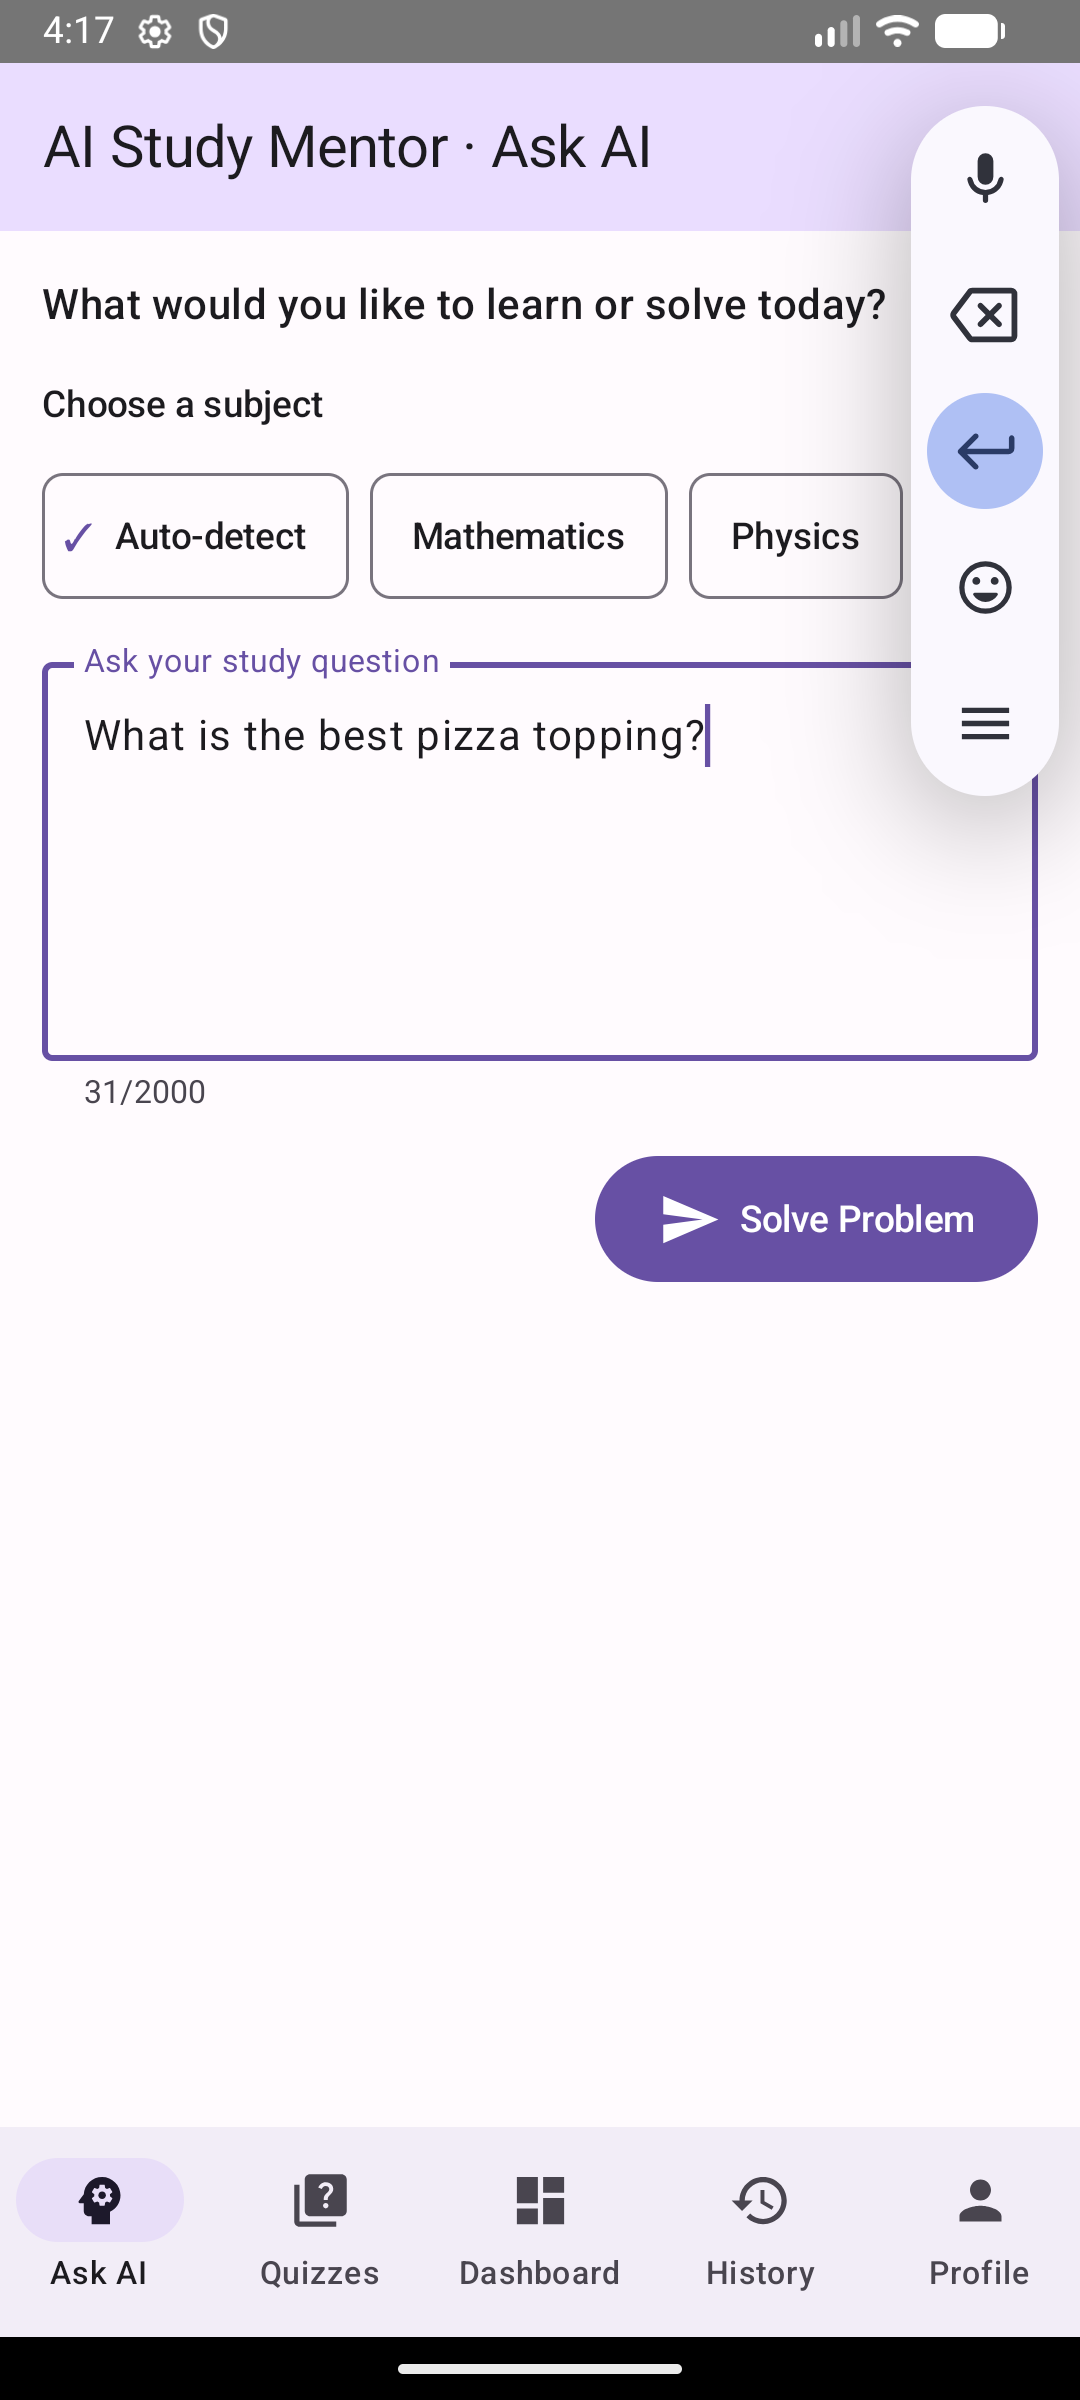 4:17
AI Study Mentor · Ask AI
What would you like to learn or solve today?
Choose a subject
✓ Auto-detect
Mathematics
Physics
Ask your study question
What is the best pizza topping?
31/2000
Solve Problem
Ask AI
Quizzes
Dashboard
History
Profile